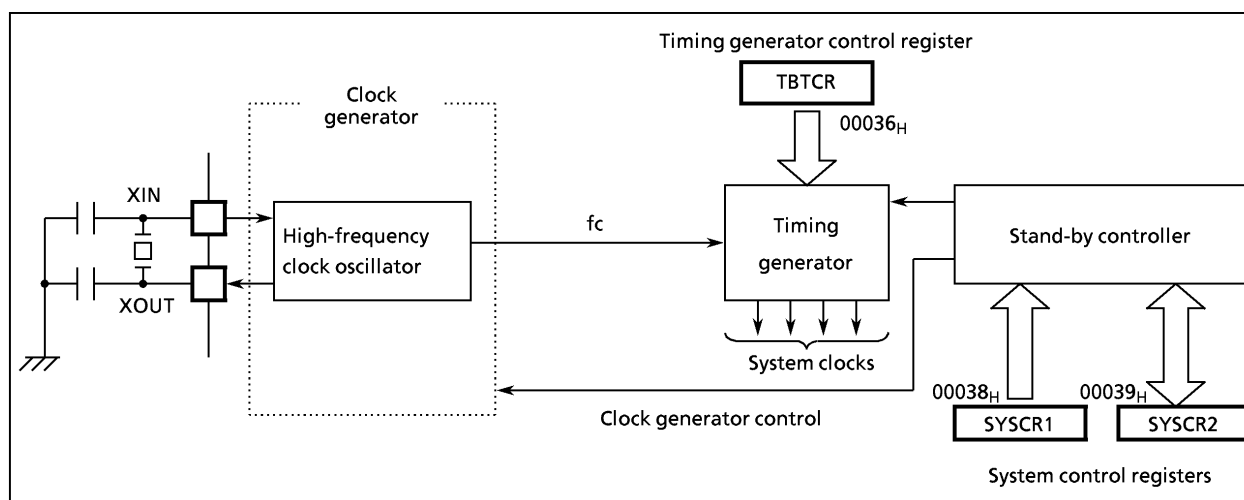 Timing generator control register
TBTCR
00036H
Clock
generator
XIN
High-frequency
clock oscillator
XOUT
fc
Timing
generator
Stand-by controller
System clocks
Clock generator control
00038H
SYSCR1
00039H
SYSCR2
System control registers